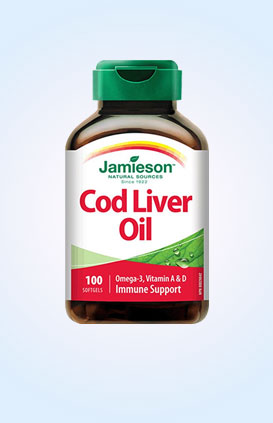 Jamieson
NATURAL SOURCES
Since 1922
Cod Liver
Oil
100
SOFTGELS
Omega-3, Vitamin A & D
Immune Support